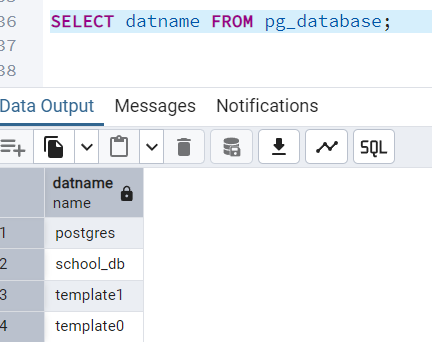 36 SELECT datname FROM pg_database;
37
38
Data Output Messages Notifications
SQL
datname
name
1 postgres
2 school_db
3 template1
4 template0